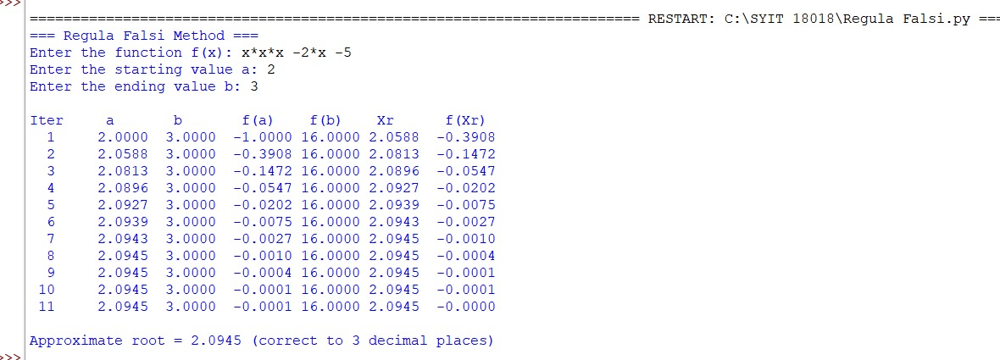 >>>
======================================================================== RESTART: C:\SYIT 18018\Regula Falsi.py ===
=== Regula Falsi Method ===
Enter the function f(x): x*x*x -2*x -5
Enter the starting value a: 2
Enter the ending value b: 3
Iter a b f(a) f(b) Xr f(Xr)
1 2.0000 3.0000 -1.0000 16.0000 2.0588 -0.3908
2 2.0588 3.0000 -0.3908 16.0000 2.0813 -0.1472
3 2.0813 3.0000 -0.1472 16.0000 2.0896 -0.0547
4 2.0896 3.0000 -0.0547 16.0000 2.0927 -0.0202
5 2.0927 3.0000 -0.0202 16.0000 2.0939 -0.0075
6 2.0939 3.0000 -0.0075 16.0000 2.0943 -0.0027
7 2.0943 3.0000 -0.0027 16.0000 2.0945 -0.0010
8 2.0945 3.0000 -0.0010 16.0000 2.0945 -0.0004
9 2.0945 3.0000 -0.0004 16.0000 2.0945 -0.0001
10 2.0945 3.0000 -0.0001 16.0000 2.0945 -0.0001
11 2.0945 3.0000 -0.0001 16.0000 2.0945 -0.0000
Approximate root = 2.0945 (correct to 3 decimal places)
>>>